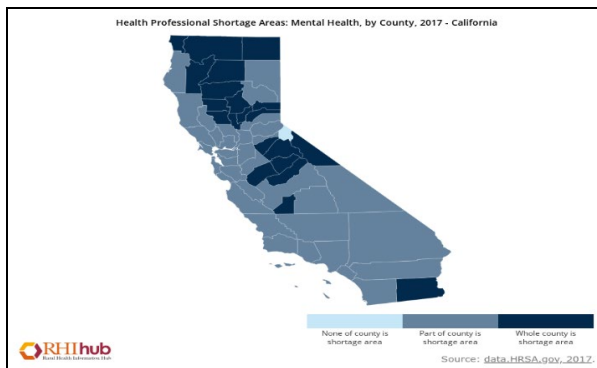 Health Professional Shortage Areas: Mental Health, by County, 2017 - California
None of county is
shortage area
Part of county is
shortage area
Whole county is
shortage area
RHIhub
Rural Health Information Hub
Source: data.HRSA.gov, 2017.